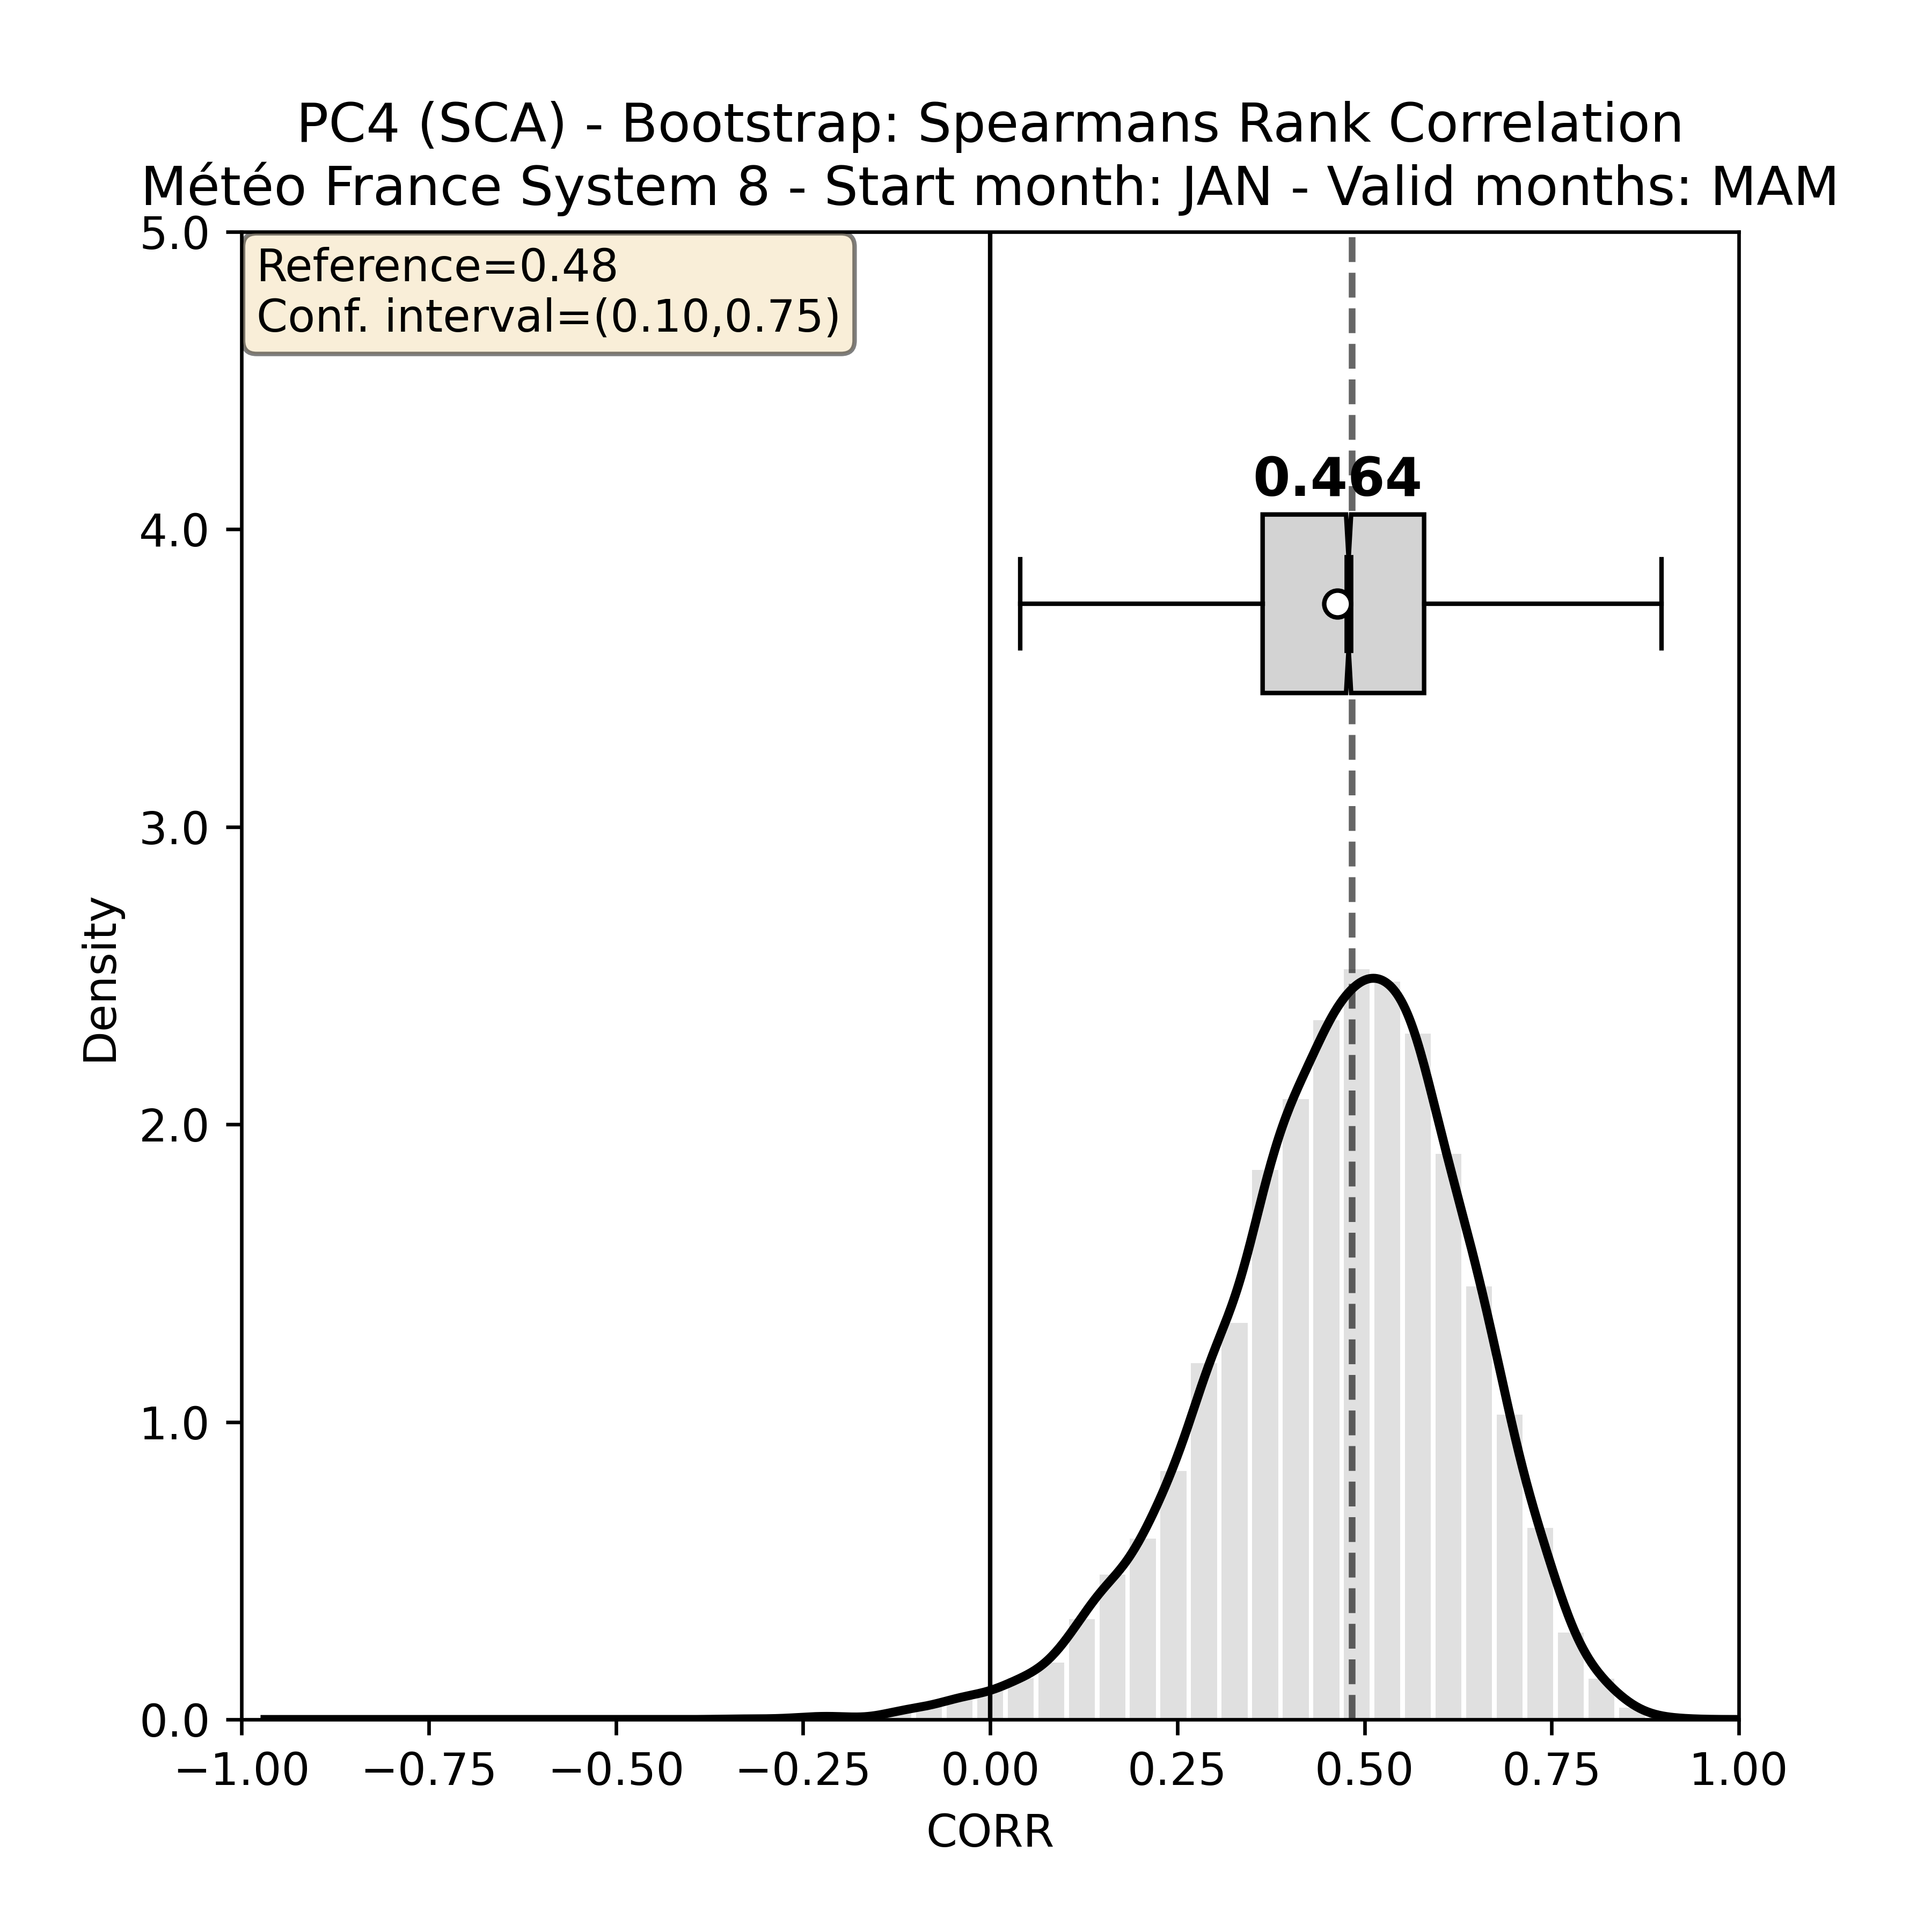 PC4 (SCA) - Bootstrap: Spearmans Rank Correlation
Météo France System 8 - Start month: JAN - Valid months: MAM
Reference=0.48
Conf. interval=(0.10,0.75)
0.464
5.0
4.0
3.0
2.0
1.0
0.0
Density
−1.00 −0.75 −0.50 −0.25 0.00 0.25 0.50 0.75 1.00
CORR